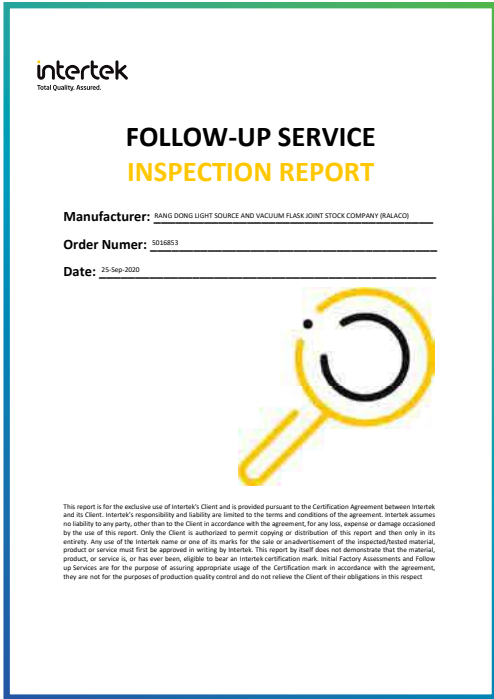 intertek
Total Quality. Assured.
FOLLOW-UP SERVICE
INSPECTION REPORT
Manufacturer: RANG DONG LIGHT SOURCE AND VACUUM FLASK JOINT STOCK COMPANY (RALACO)
Order Numer: 5016853
Date: 25-Sep-2020
This report is for the exclusive use of Intertek's Client and is provided pursuant to the Certification Agreement between Intertek
and its Client. Intertek's responsibility and liability are limited to the terms and conditions of the agreement. Intertek assumes
no liability to any party, other than to the Client in accordance with the agreement, for any loss, expense or damage occasioned
by the use of this report. Only the Client is authorized to permit copying or distribution of this report and then only in its
entirety. Any use of the Intertek name or one of its marks for the sale or anadvertisement of the inspected/tested material,
product or service must first be approved in writing by Intertek. This report by itself does not demonstrate that the material,
product, or service is, or has ever been, eligible to bear an Intertek certification mark. Initial Factory Assessments and Follow
up Services are for the purpose of assuring appropriate usage of the Certification mark in accordance with the agreement,
they are not for the purposes of production quality control and do not relieve the Client of their obligations in this respect